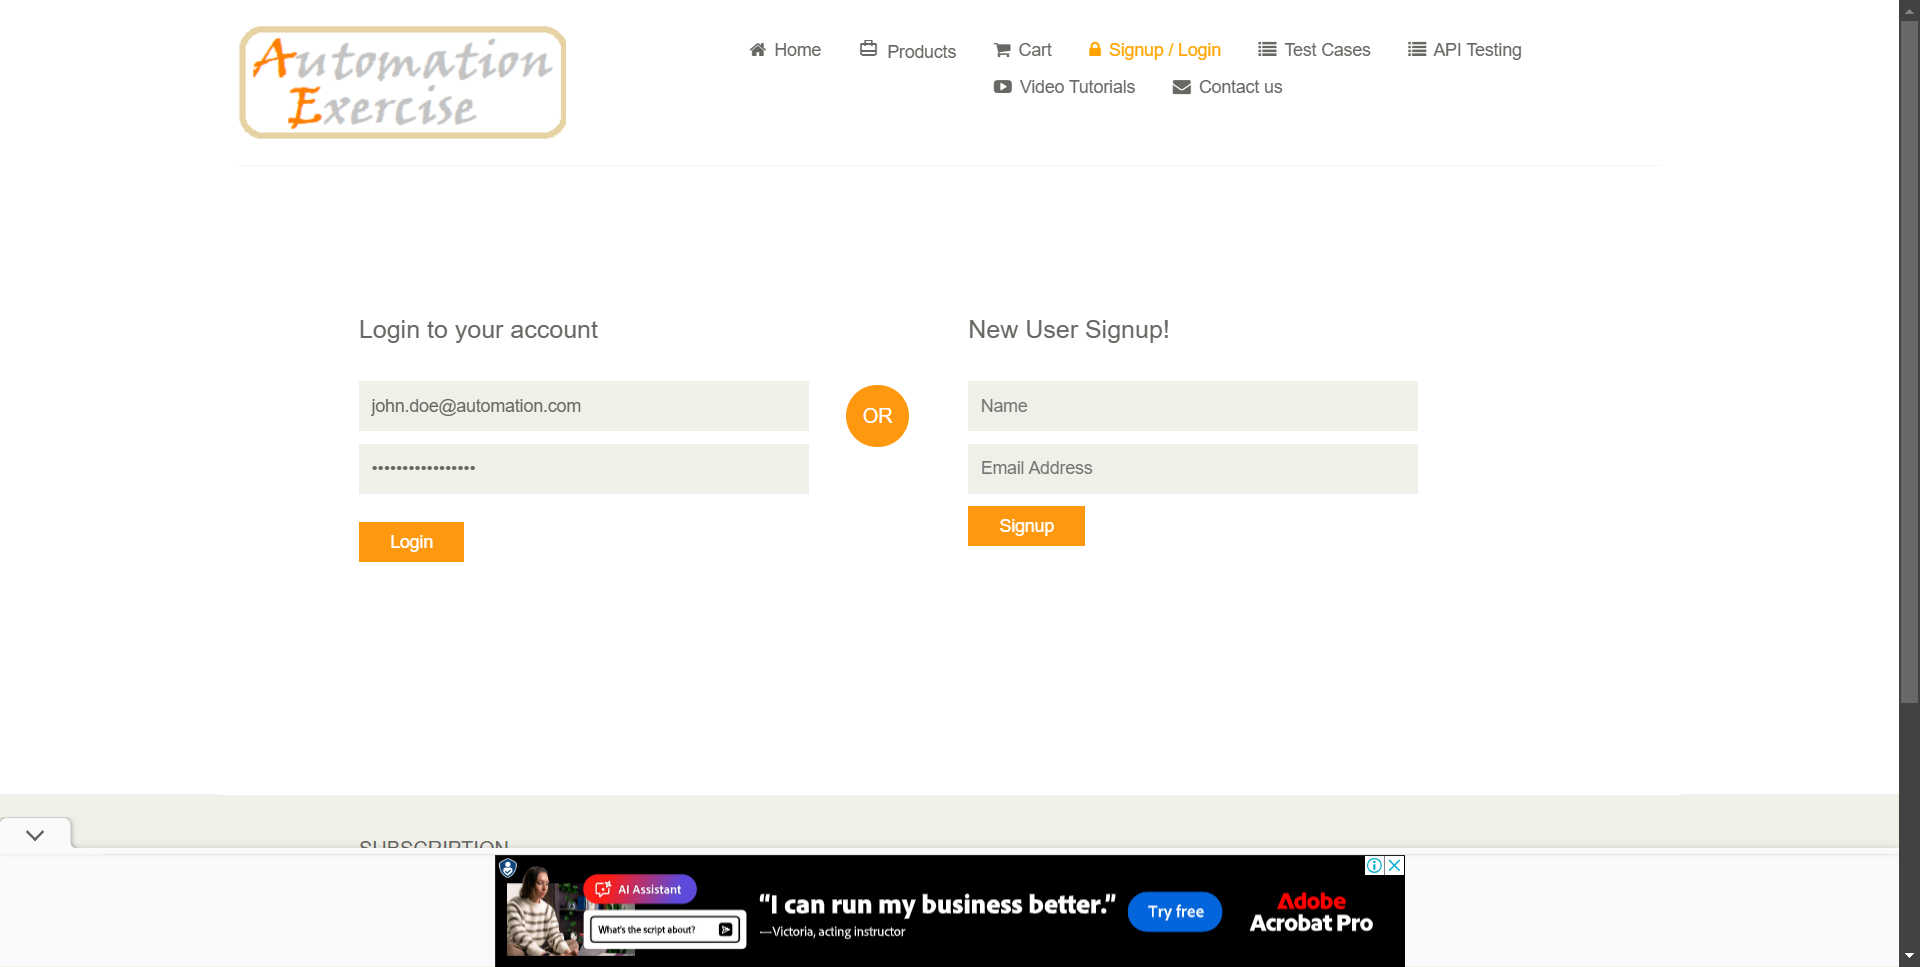 Automation
Exercise
Home
Products
Cart
Signup / Login
Test Cases
API Testing
Video Tutorials
Contact us
Login to your account
john.doe@automation.com
•••••••••••••••••
Login
OR
New User Signup!
Name
Email Address
Signup
SUBSCRIPTION
AI Assistant
What's the script about?
“I can run my business better.”
—Victoria, acting instructor
Try free
Adobe
Acrobat Pro